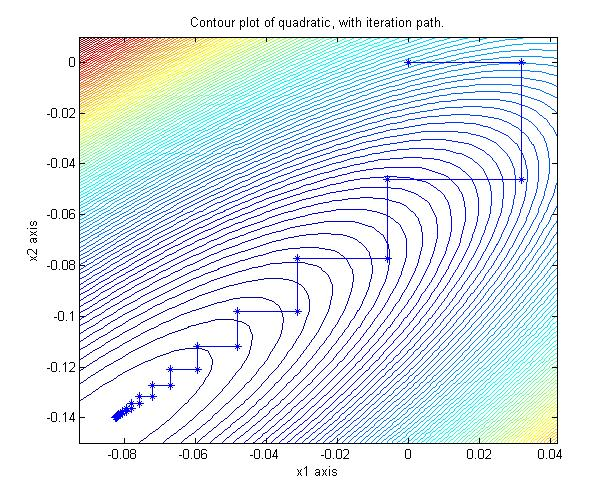 Contour plot of quadratic, with iteration path.
0
-0.02
-0.04
-0.06
-0.08
-0.1
-0.12
-0.14
x2 axis
-0.08 -0.06 -0.04 -0.02 0 0.02 0.04
x1 axis